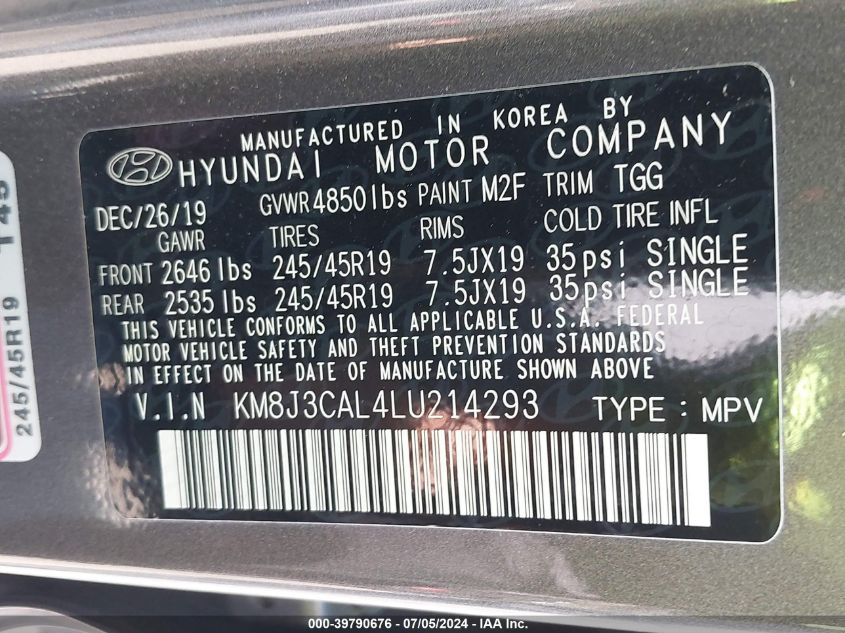 MANUFACTURED IN KOREA BY
HYUNDAI MOTOR COMPANY
DEC/26/19 GVWR 4850 lbs PAINT M2F TRIM TGG
GAWR TIRES RIMS COLD TIRE INFL
FRONT 2646 lbs 245/45R19 7.5JX19 35psi SINGLE
REAR 2535 lbs 245/45R19 7.5JX19 35psi SINGLE
THIS VEHICLE CONFORMS TO ALL APPLICABLE U.S.A. FEDERAL
MOTOR VEHICLE SAFETY AND THEFT PREVENTION STANDARDS
IN EFFECT ON THE DATE OF MANUFACTURE SHOWN ABOVE
V.I.N KM8J3CAL4LU214293 TYPE : MPV
245/45R19
000-39790676 / 07/05/2024 - IAA Inc.